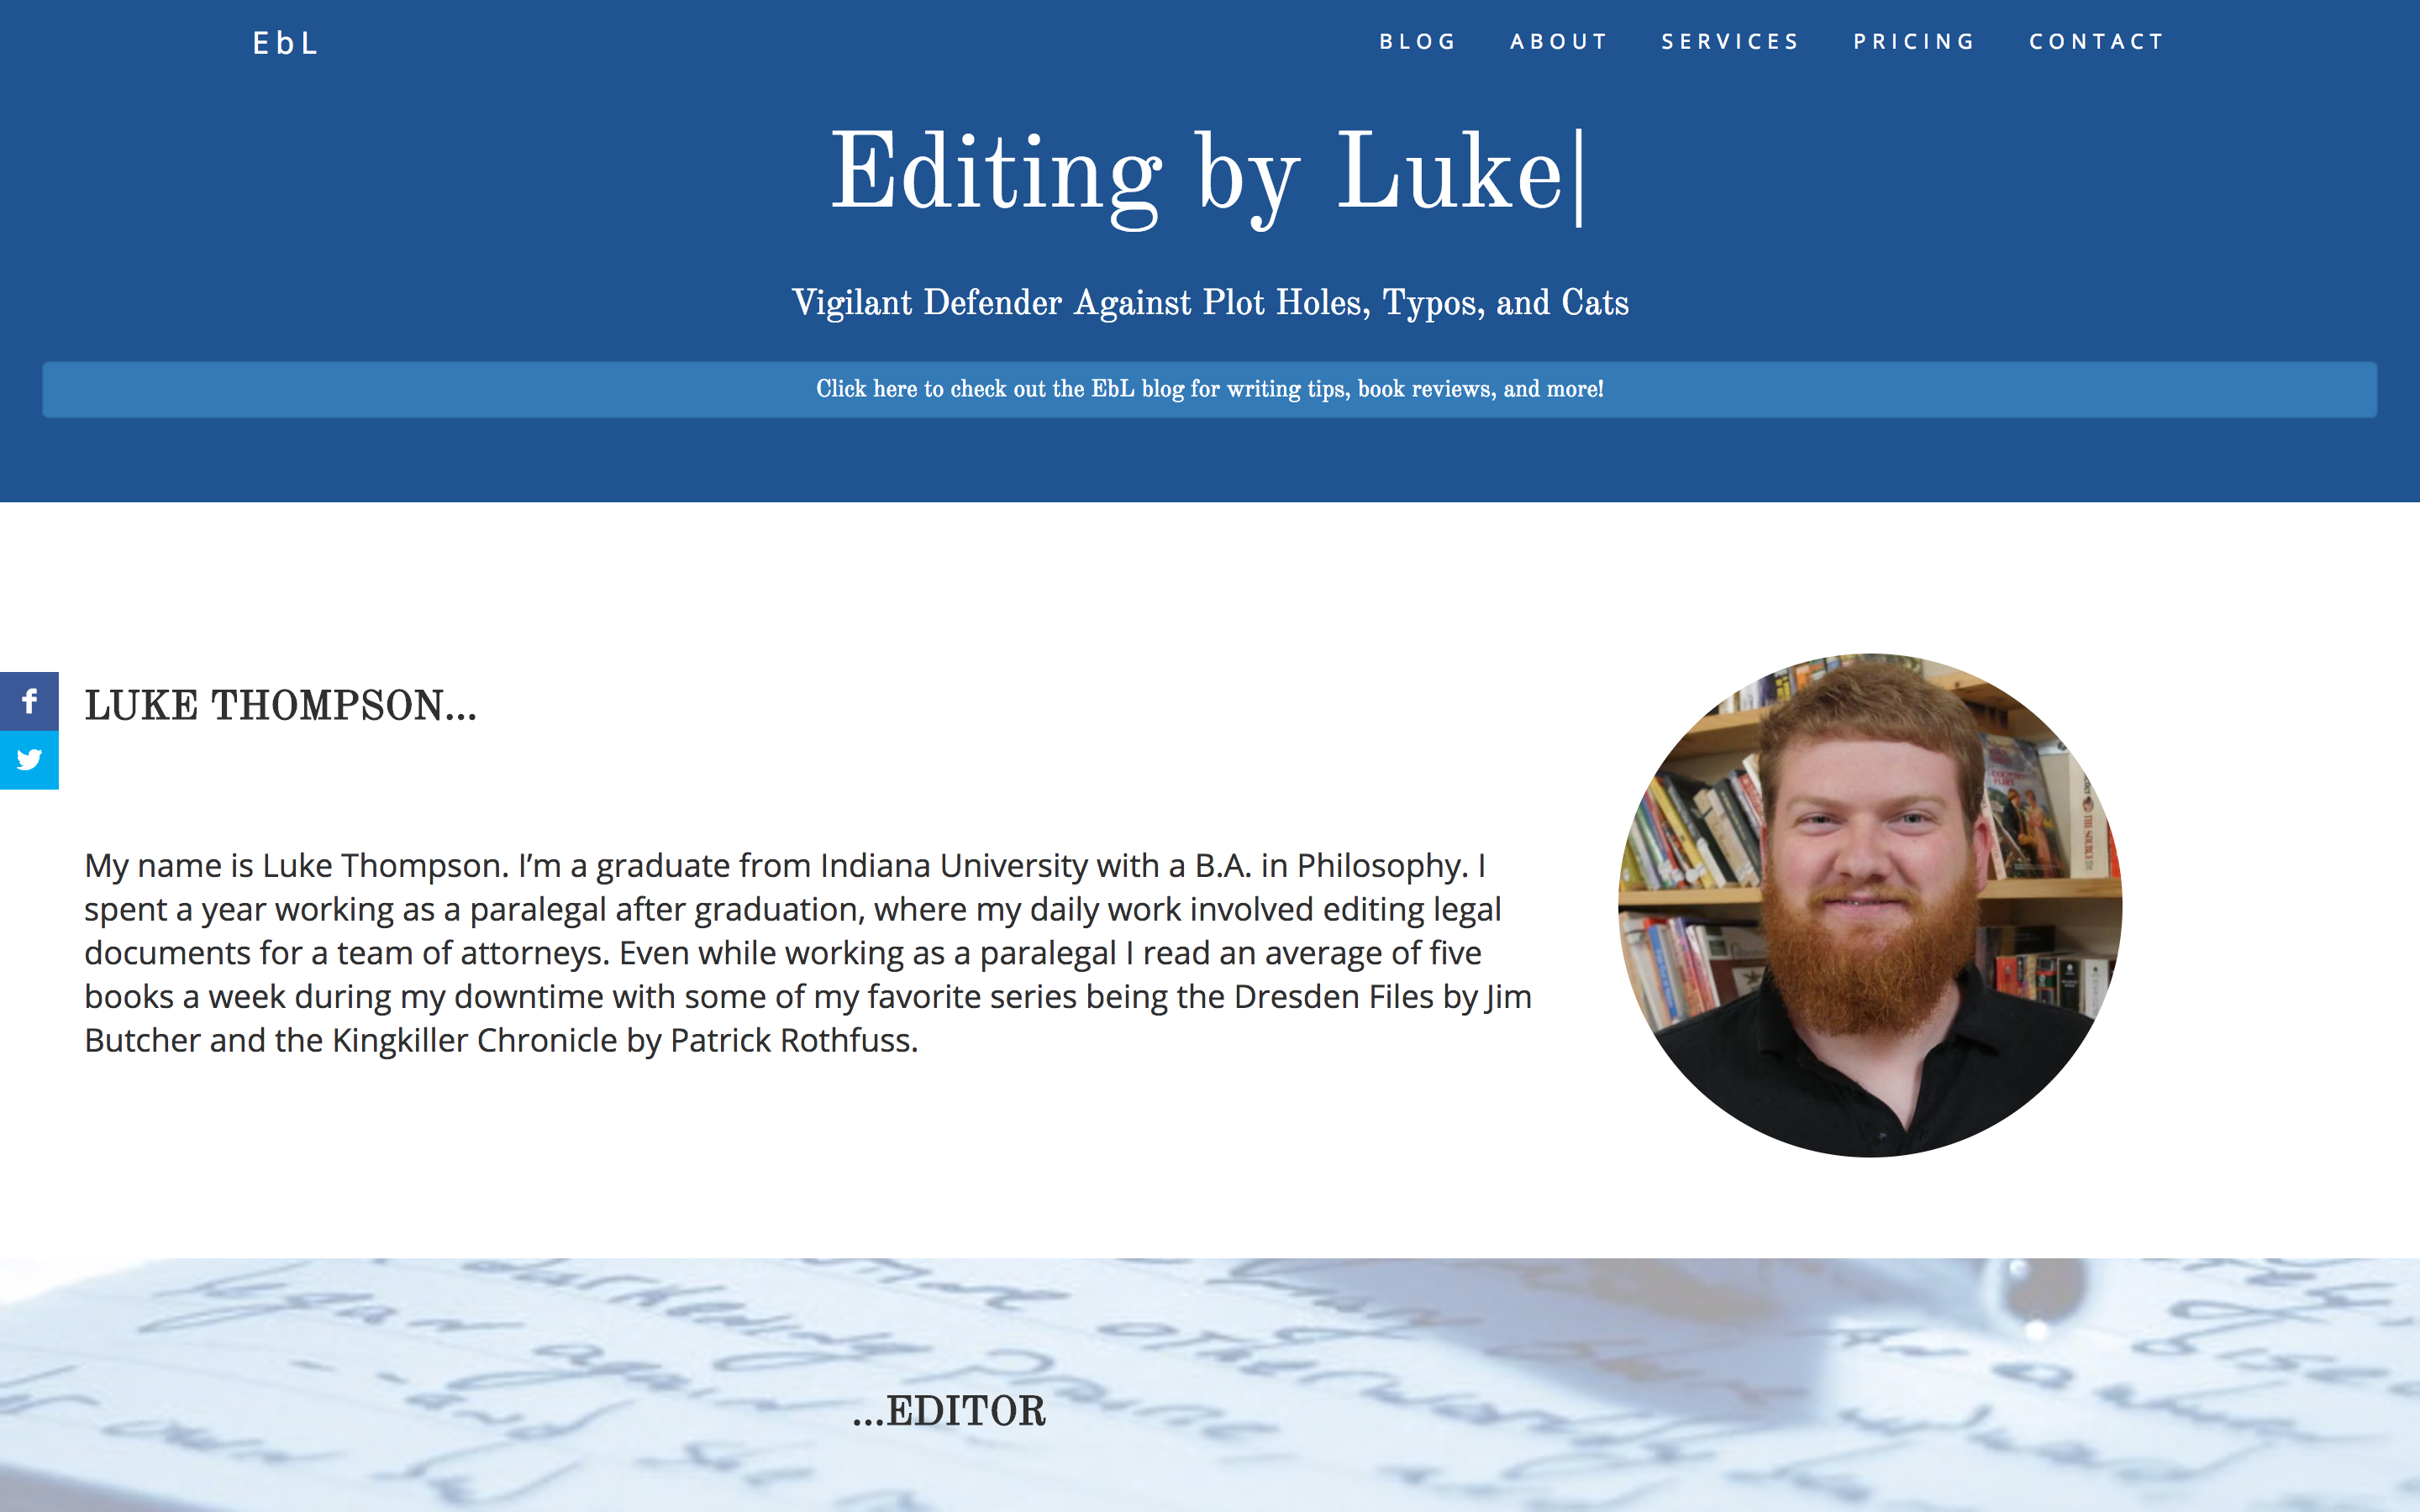 EbL
BLOG ABOUT SERVICES PRICING CONTACT
Editing by Luke|
Vigilant Defender Against Plot Holes, Typos, and Cats
Click here to check out the EbL blog for writing tips, book reviews, and more!
f
LUKE THOMPSON...
My name is Luke Thompson. I’m a graduate from Indiana University with a B.A. in Philosophy. I
spent a year working as a paralegal after graduation, where my daily work involved editing legal
documents for a team of attorneys. Even while working as a paralegal I read an average of five
books a week during my downtime with some of my favorite series being the Dresden Files by Jim
Butcher and the Kingkiller Chronicle by Patrick Rothfuss.
darkening
began again
otherwise
...EDITOR